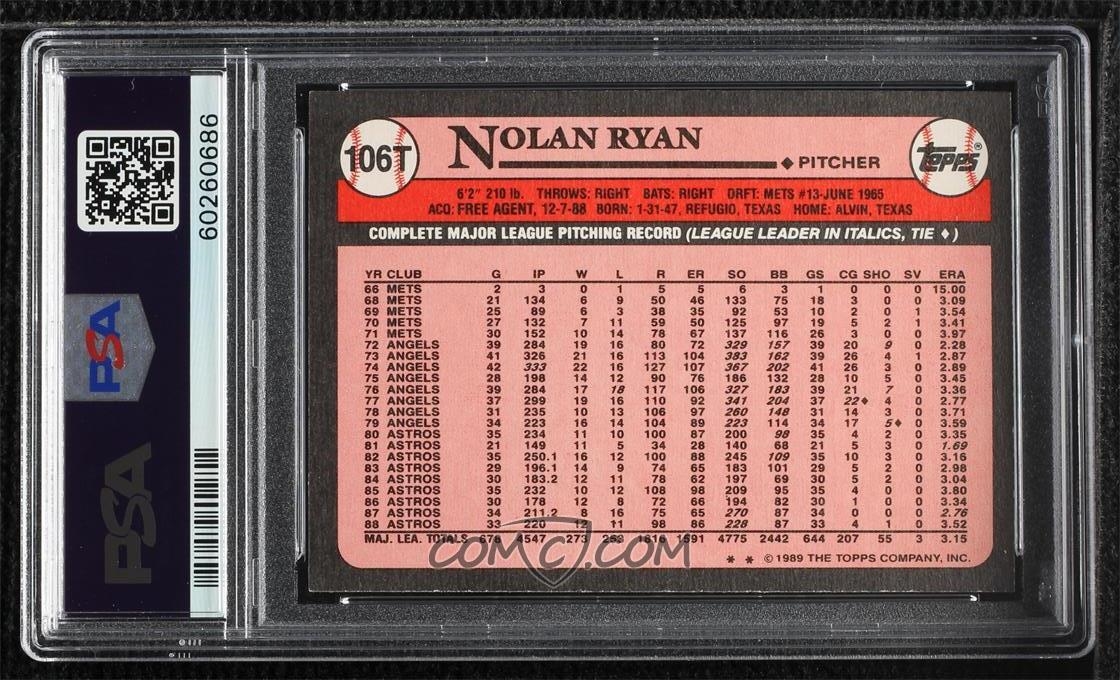 60260886
PSA
PSA
106T
NOLAN RYAN
♦ PITCHER
TOPPS®
6'2" 210 lb. THROWS: RIGHT BATS: RIGHT DRFT: METS #13-JUNE 1965
ACQ: FREE AGENT, 12-7-88 BORN: 1-31-47, REFUGIO, TEXAS HOME: ALVIN, TEXAS
COMPLETE MAJOR LEAGUE PITCHING RECORD (LEAGUE LEADER IN ITALICS, TIE ♦)
YR CLUB G IP W L R ER SO BB GS CG SHO SV ERA
66 METS 2 3 0 1 5 5 6 3 1 0 0 0 15.00
68 METS 21 134 6 9 50 46 133 75 18 3 0 0 3.09
69 METS 25 89 6 3 38 35 92 53 10 2 0 1 3.54
70 METS 27 132 7 11 59 50 125 97 19 5 2 1 3.41
71 METS 30 152 10 14 78 67 137 116 26 3 0 0 3.97
72 ANGELS 39 284 19 16 80 72 329 157 39 20 9 0 2.28
73 ANGELS 41 326 21 16 113 104 383 162 39 26 4 1 2.87
74 ANGELS 42 333 22 16 127 107 367 202 41 26 3 0 2.89
75 ANGELS 28 198 14 12 90 76 186 132 28 10 5 0 3.45
76 ANGELS 39 284 17 18 117 106 327 183 39 21 7 0 3.36
77 ANGELS 37 299 19 16 110 92 341 204 37 22♦ 4 0 2.77
78 ANGELS 31 235 10 13 106 97 260 148 31 14 3 0 3.71
79 ANGELS 34 223 16 14 104 89 223 114 34 17 5♦ 0 3.59
80 ASTROS 35 234 11 10 100 87 200 98 35 4 2 0 3.35
81 ASTROS 21 149 11 5 34 28 140 68 21 5 3 0 1.69
82 ASTROS 35 250.1 16 12 100 88 245 109 35 10 3 0 3.16
83 ASTROS 29 196.1 14 9 74 65 183 101 29 5 2 0 2.98
84 ASTROS 30 183.2 12 11 78 62 197 69 30 5 2 0 3.04
85 ASTROS 35 232 10 12 108 98 209 95 35 4 0 0 3.80
86 ASTROS 30 178 12 8 72 66 194 82 30 1 0 0 3.34
87 ASTROS 34 211.2 8 16 75 65 270 87 34 0 0 0 2.76
88 ASTROS 33 220 12 11 98 86 228 87 33 4 1 0 3.52
MAJ. LEA. TOTALS 676 4547 273 253 1816 1591 4775 2442 644 207 55 3 3.15
COMC
* * ©1989 THE TOPPS COMPANY, INC.